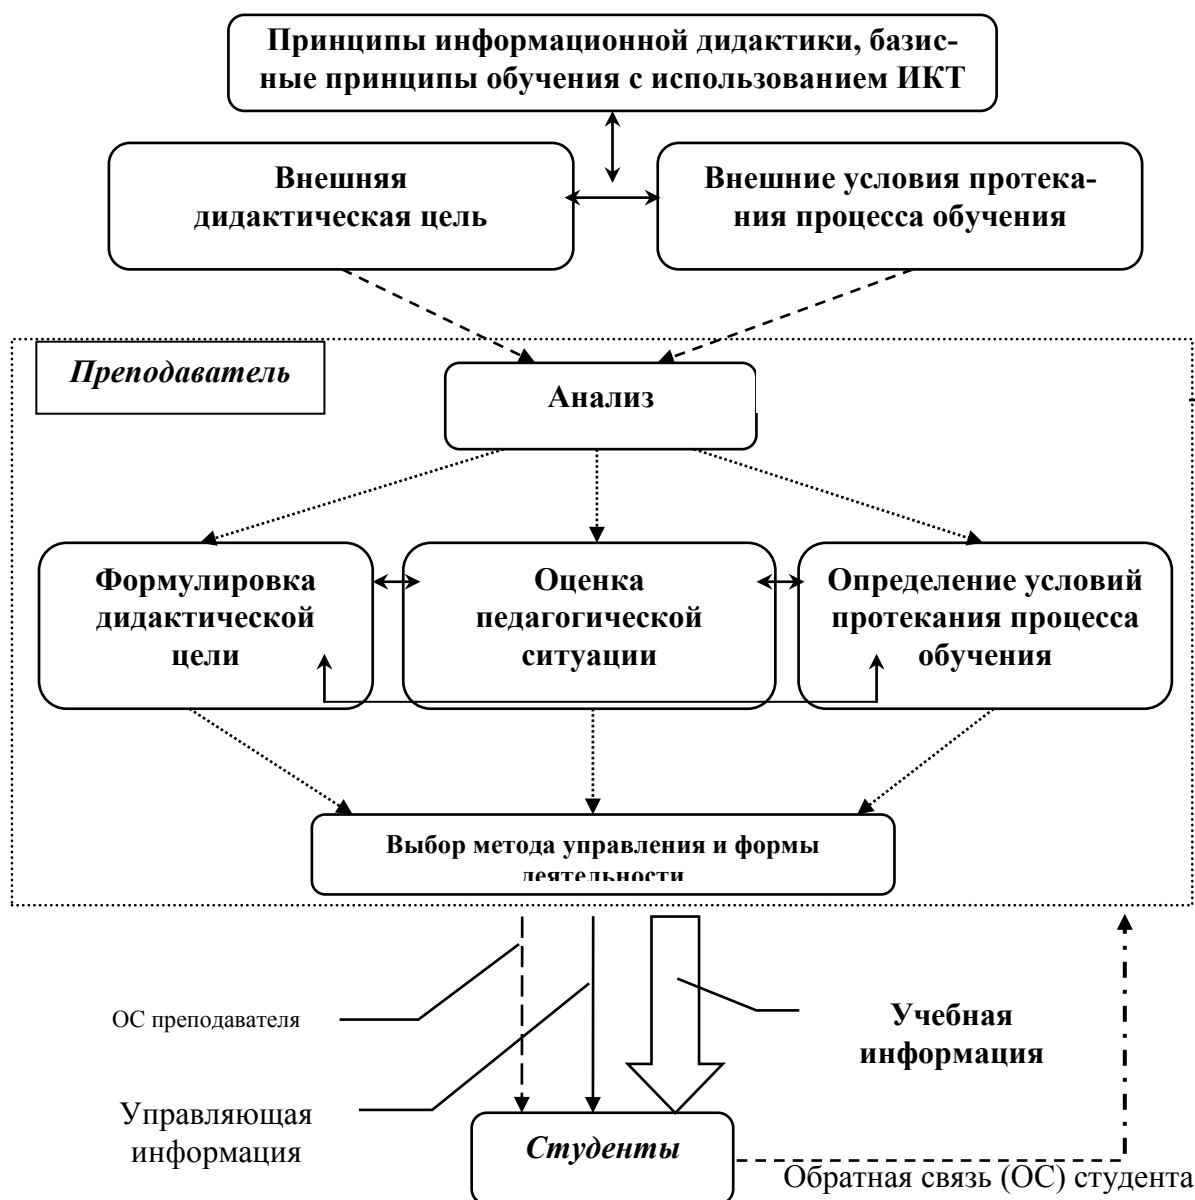 Принципы информационной дидактики, базис-
ные принципы обучения с использованием ИКТ
Внешняя
дидактическая цель
Внешние условия протека-
ния процесса обучения
Преподаватель
Анализ
Формулировка
дидактической
цели
Оценка
педагогической
ситуации
Определение условий
протекания процесса
обучения
Выбор метода управления и формы
деятельности
ОС преподавателя
Управляющая
информация
Учебная
информация
Студенты
Обратная связь (ОС) студента